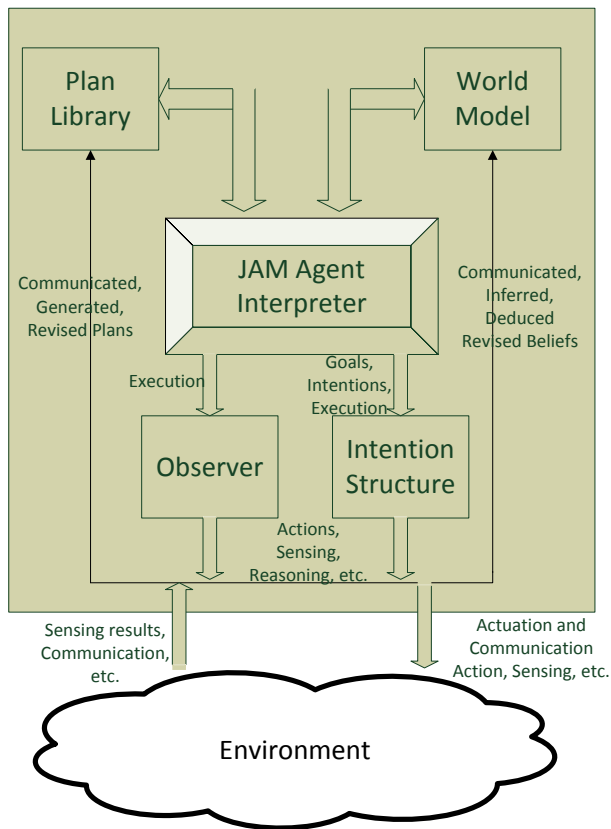 Plan
Library
World
Model
JAM Agent
Interpreter
Communicated,
Generated,
Revised Plans
Communicated,
Inferred,
Deduced
Revised Beliefs
Execution
Goals,
Intentions,
Execution
Observer
Intention
Structure
Actions,
Sensing,
Reasoning, etc.
Sensing results,
Communication,
etc.
Actuation and
Communication
Action, Sensing, etc.
Environment